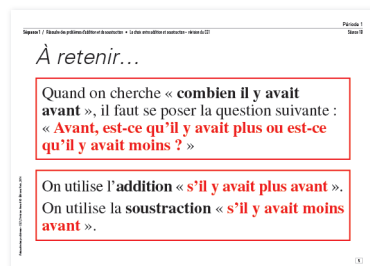 Période 1
Séquence 1 / Résoudre des problèmes d'addition et de soustraction • Le choix entre addition et soustraction – révision du CE1
Séance 10
À retenir…
Quand on cherche « combien il y avait
avant », il faut se poser la question suivante :
« Avant, est-ce qu'il y avait plus ou est-ce
qu'il y avait moins ? »
On utilise l'addition « s'il y avait plus avant ».
On utilise la soustraction « s'il y avait moins
avant ».